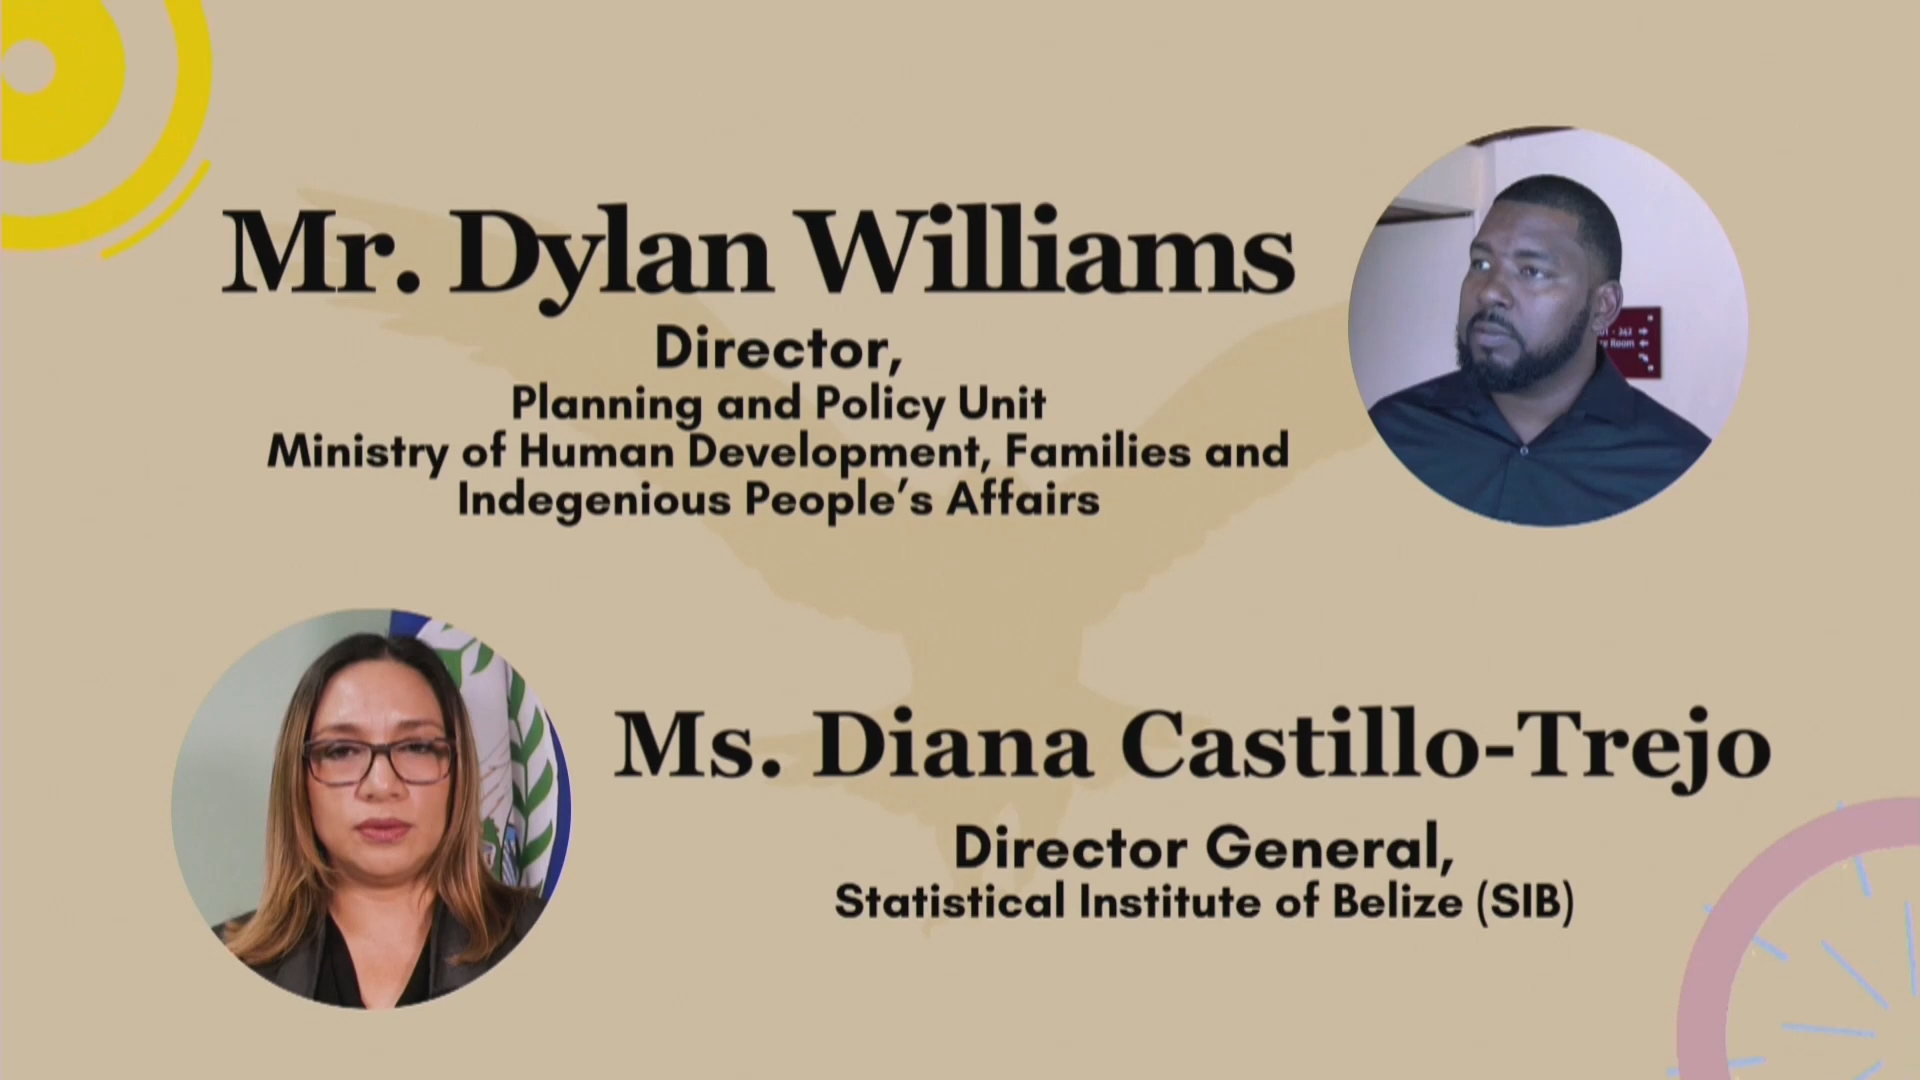 Mr. Dylan Williams
Director,
Planning and Policy Unit
Ministry of Human Development, Families and
Indegenious People’s Affairs
Ms. Diana Castillo-Trejo
Director General,
Statistical Institute of Belize (SIB)